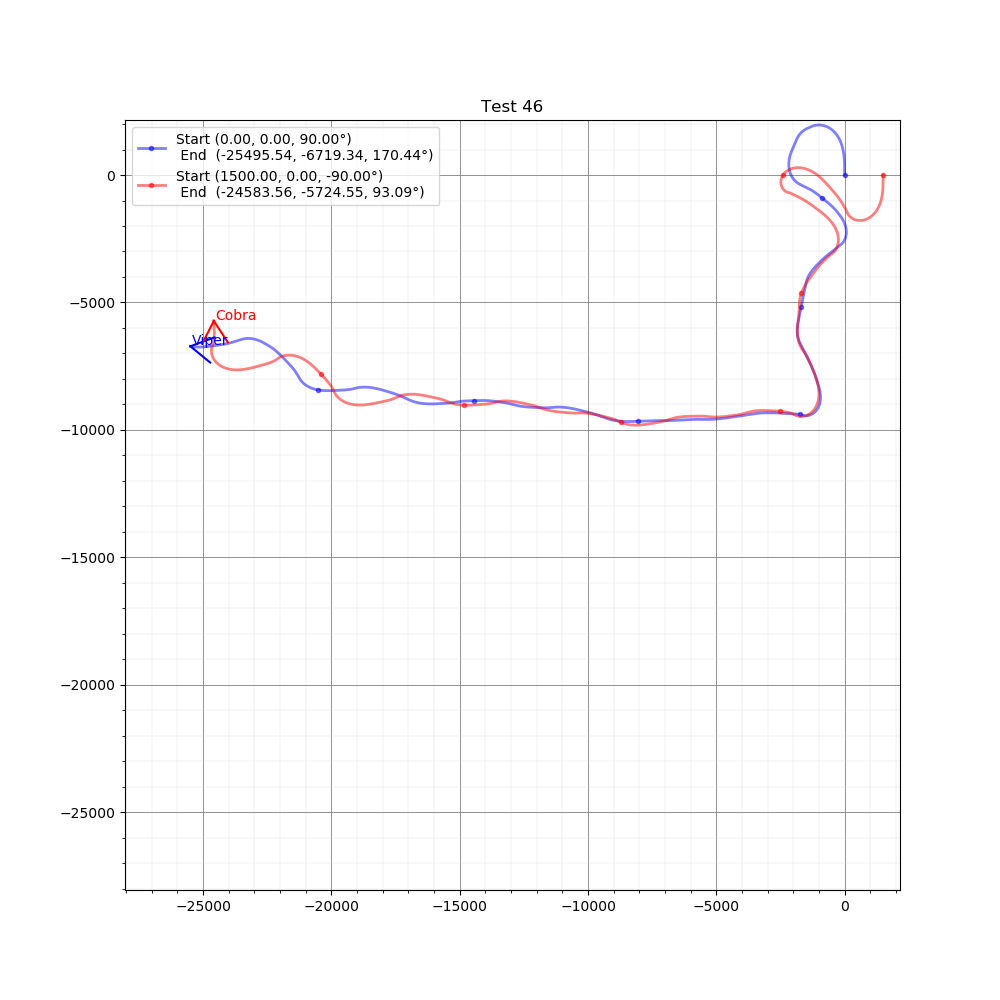 Test 46
Start (0.00, 0.00, 90.00°)
End  (-25495.54, -6719.34, 170.44°)
Start (1500.00, 0.00, -90.00°)
End  (-24583.56, -5724.55, 93.09°)
0
−5000
−10000
−15000
−20000
−25000
Cobra
Viper
−25000
−20000
−15000
−10000
−5000
0